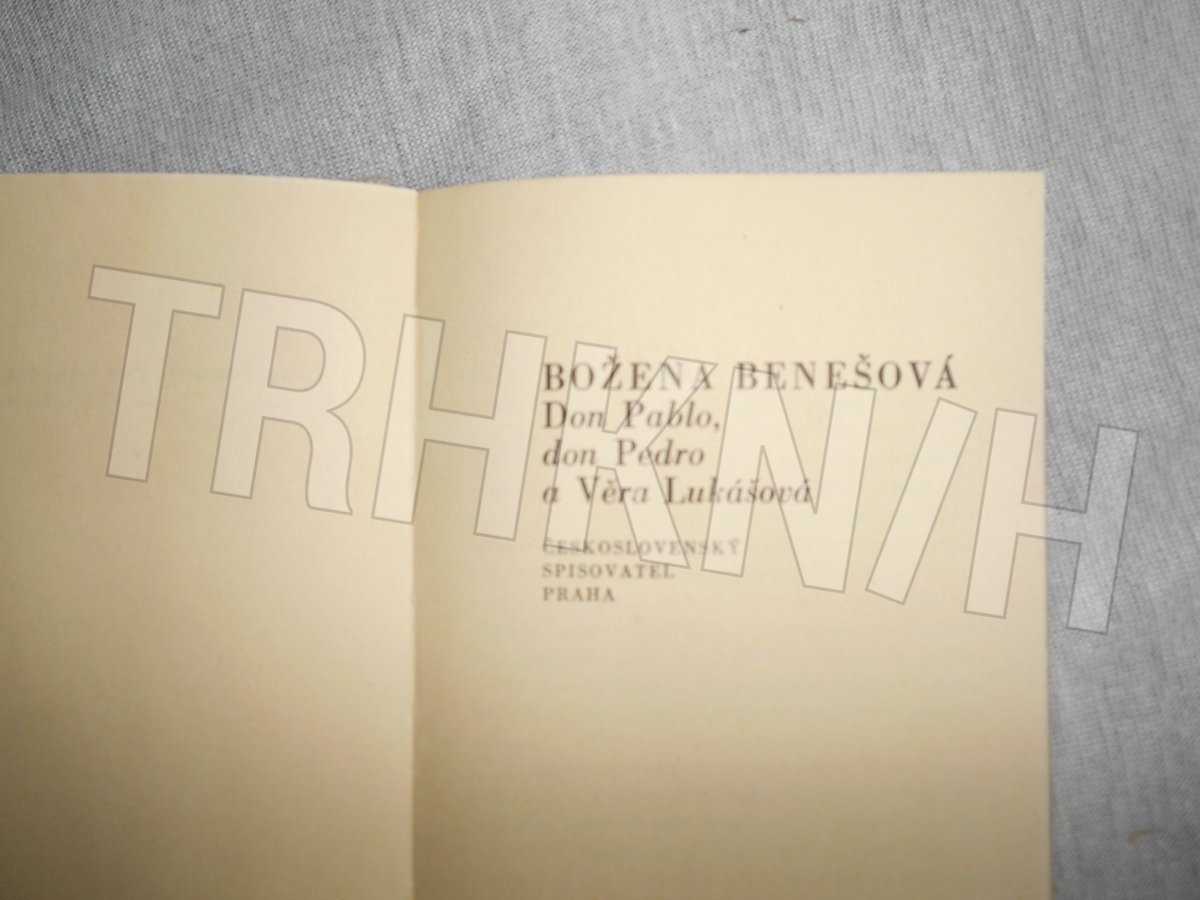 BOŽENA BENEŠOVÁ
Don Pablo,
don Pedro
a Věra Lukášová
ČESKOSLOVENSKÝ
SPISOVATEL
PRAHA
TRHKNIH